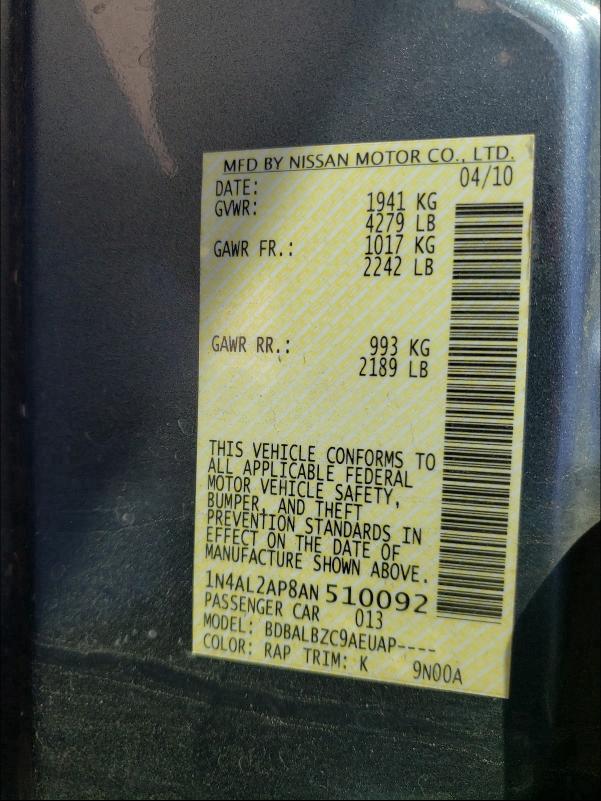 MFD BY NISSAN MOTOR CO., LTD.
DATE: 04/10
GVWR: 1941 KG
4279 LB
GAWR FR.: 1017 KG
2242 LB
GAWR RR.: 993 KG
2189 LB
THIS VEHICLE CONFORMS TO
ALL APPLICABLE FEDERAL
MOTOR VEHICLE SAFETY,
BUMPER, AND THEFT
PREVENTION STANDARDS IN
EFFECT ON THE DATE OF
MANUFACTURE SHOWN ABOVE.
1N4AL2AP8AN 510092
PASSENGER CAR 013
MODEL: BDBALBZC9AEUAP----
COLOR: RAP TRIM: K 9N00A